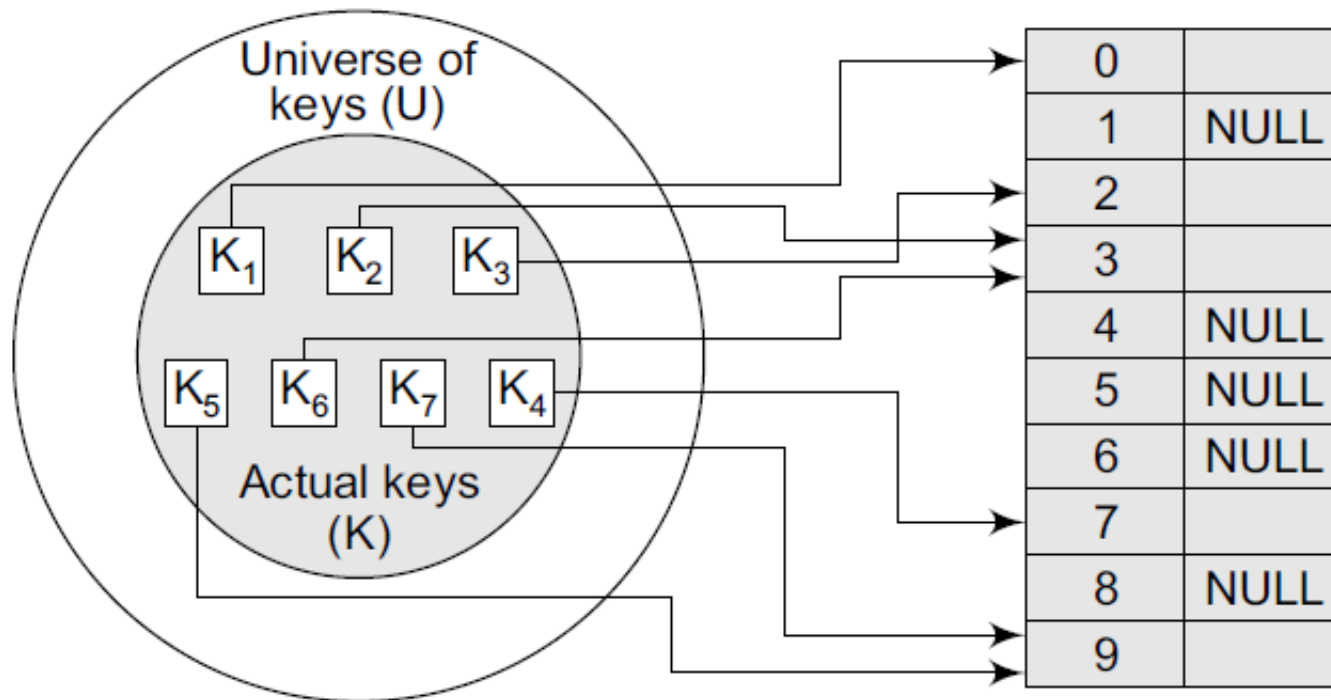 Universe of
keys (U)
K₁ K₂ K₃
K₅ K₆ K₇ K₄
Actual keys
(K)
0
1 NULL
2
3
4 NULL
5 NULL
6 NULL
7
8 NULL
9